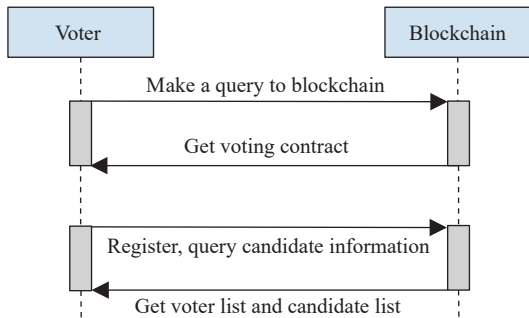 Voter
Blockchain
Make a query to blockchain
Get voting contract
Register, query candidate information
Get voter list and candidate list